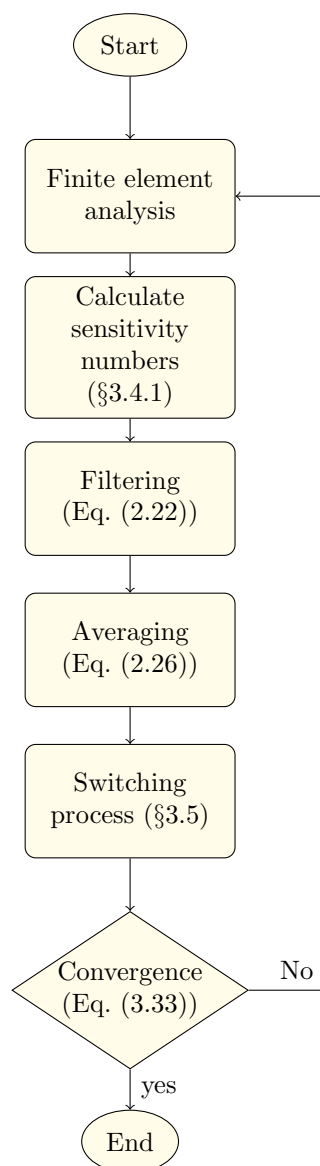 Start
Finite element
analysis
Calculate
sensitivity
numbers
(§3.4.1)
Filtering
(Eq. (2.22))
Averaging
(Eq. (2.26))
Switching
process (§3.5)
Convergence
(Eq. (3.33))
No
yes
End